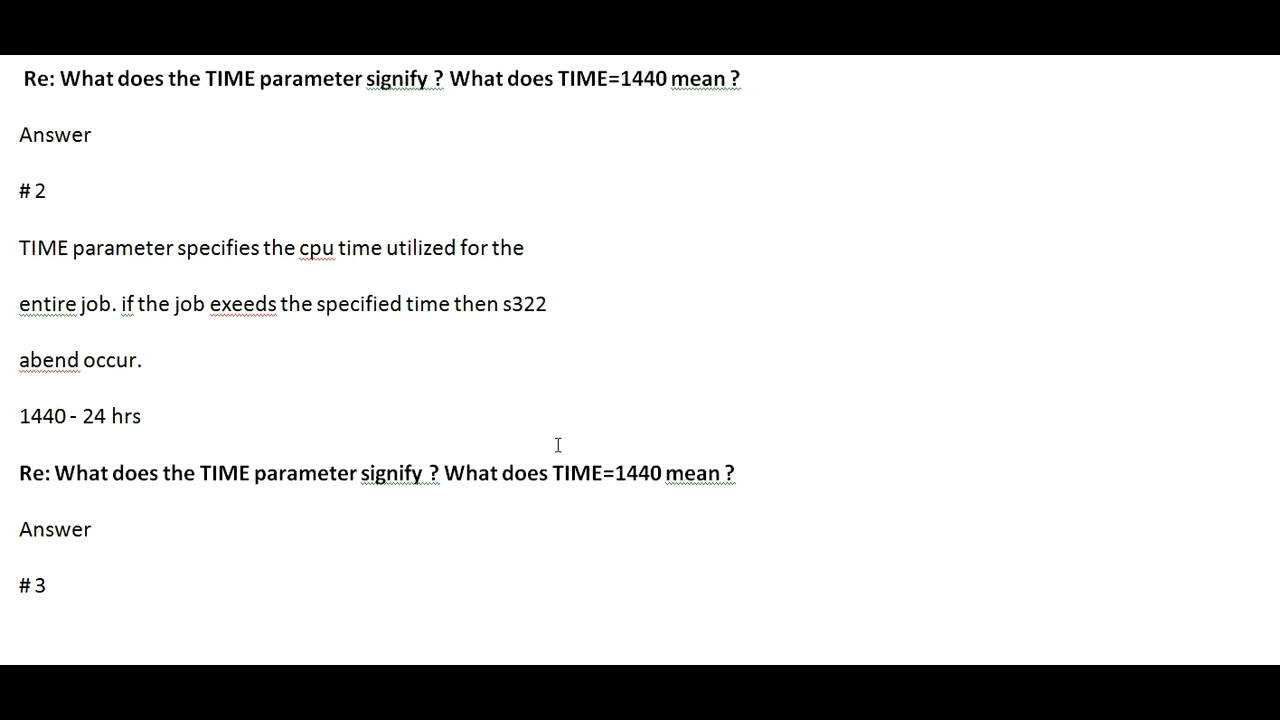 Re: What does the TIME parameter signify ? What does TIME=1440 mean ?
Answer
# 2
TIME parameter specifies the cpu time utilized for the
entire job. if the job exeeds the specified time then s322
abend occur.
1440 - 24 hrs
Re: What does the TIME parameter signify ? What does TIME=1440 mean ?
Answer
# 3